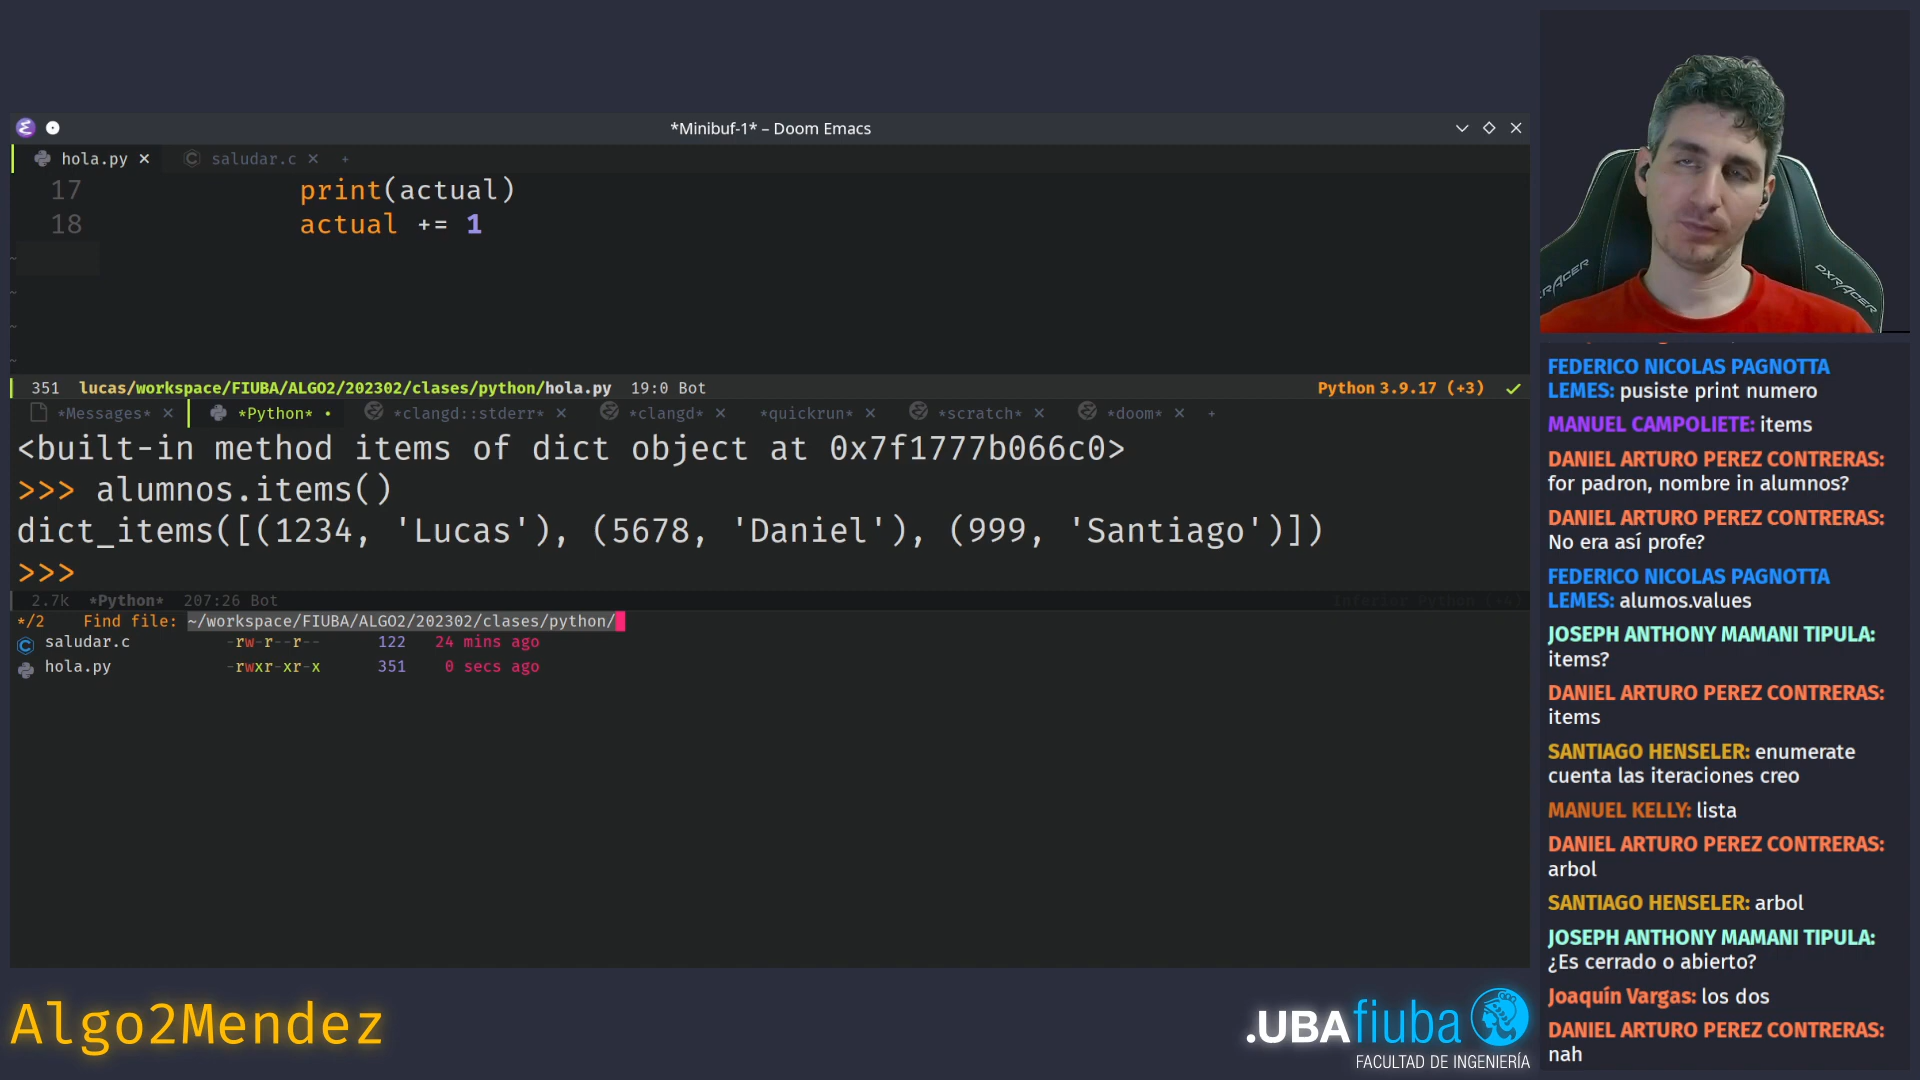 *Minibuf-1* – Doom Emacs
hola.py × saludar.c × +
17 print(actual)
18 actual += 1
~
~
~
~
351 lucas/workspace/FIUBA/ALGO2/202302/clases/python/hola.py 19:0 Bot Python 3.9.17 (+3) ✓
*Messages* × *Python* • *clangd::stderr* × *clangd* × *quickrun* × *scratch* × *doom* × +
<built-in method items of dict object at 0x7f1777b066c0>
>>> alumnos.items()
dict_items([(1234, 'Lucas'), (5678, 'Daniel'), (999, 'Santiago')])
>>>
2.7k *Python* 207:26 Bot
*/2 Find file: ~/workspace/FIUBA/ALGO2/202302/clases/python/
saludar.c -rw-r--r-- 122 24 mins ago
hola.py -rwxr-xr-x 351 0 secs ago
DXRACER
FEDERICO NICOLAS PAGNOTTA
LEMES: pusiste print numero
MANUEL CAMPOLIETE: items
DANIEL ARTURO PEREZ CONTRERAS:
for padron, nombre in alumnos?
DANIEL ARTURO PEREZ CONTRERAS:
No era así profe?
FEDERICO NICOLAS PAGNOTTA
LEMES: alumos.values
JOSEPH ANTHONY MAMANI TIPULA:
items?
DANIEL ARTURO PEREZ CONTRERAS:
items
SANTIAGO HENSELER: enumerate
cuenta las iteraciones creo
MANUEL KELLY: lista
DANIEL ARTURO PEREZ CONTRERAS:
arbol
SANTIAGO HENSELER: arbol
JOSEPH ANTHONY MAMANI TIPULA:
¿Es cerrado o abierto?
Joaquín Vargas: los dos
DANIEL ARTURO PEREZ CONTRERAS:
nah
Algo2Mendez
.UBAfiuba
FACULTAD DE INGENIERÍA